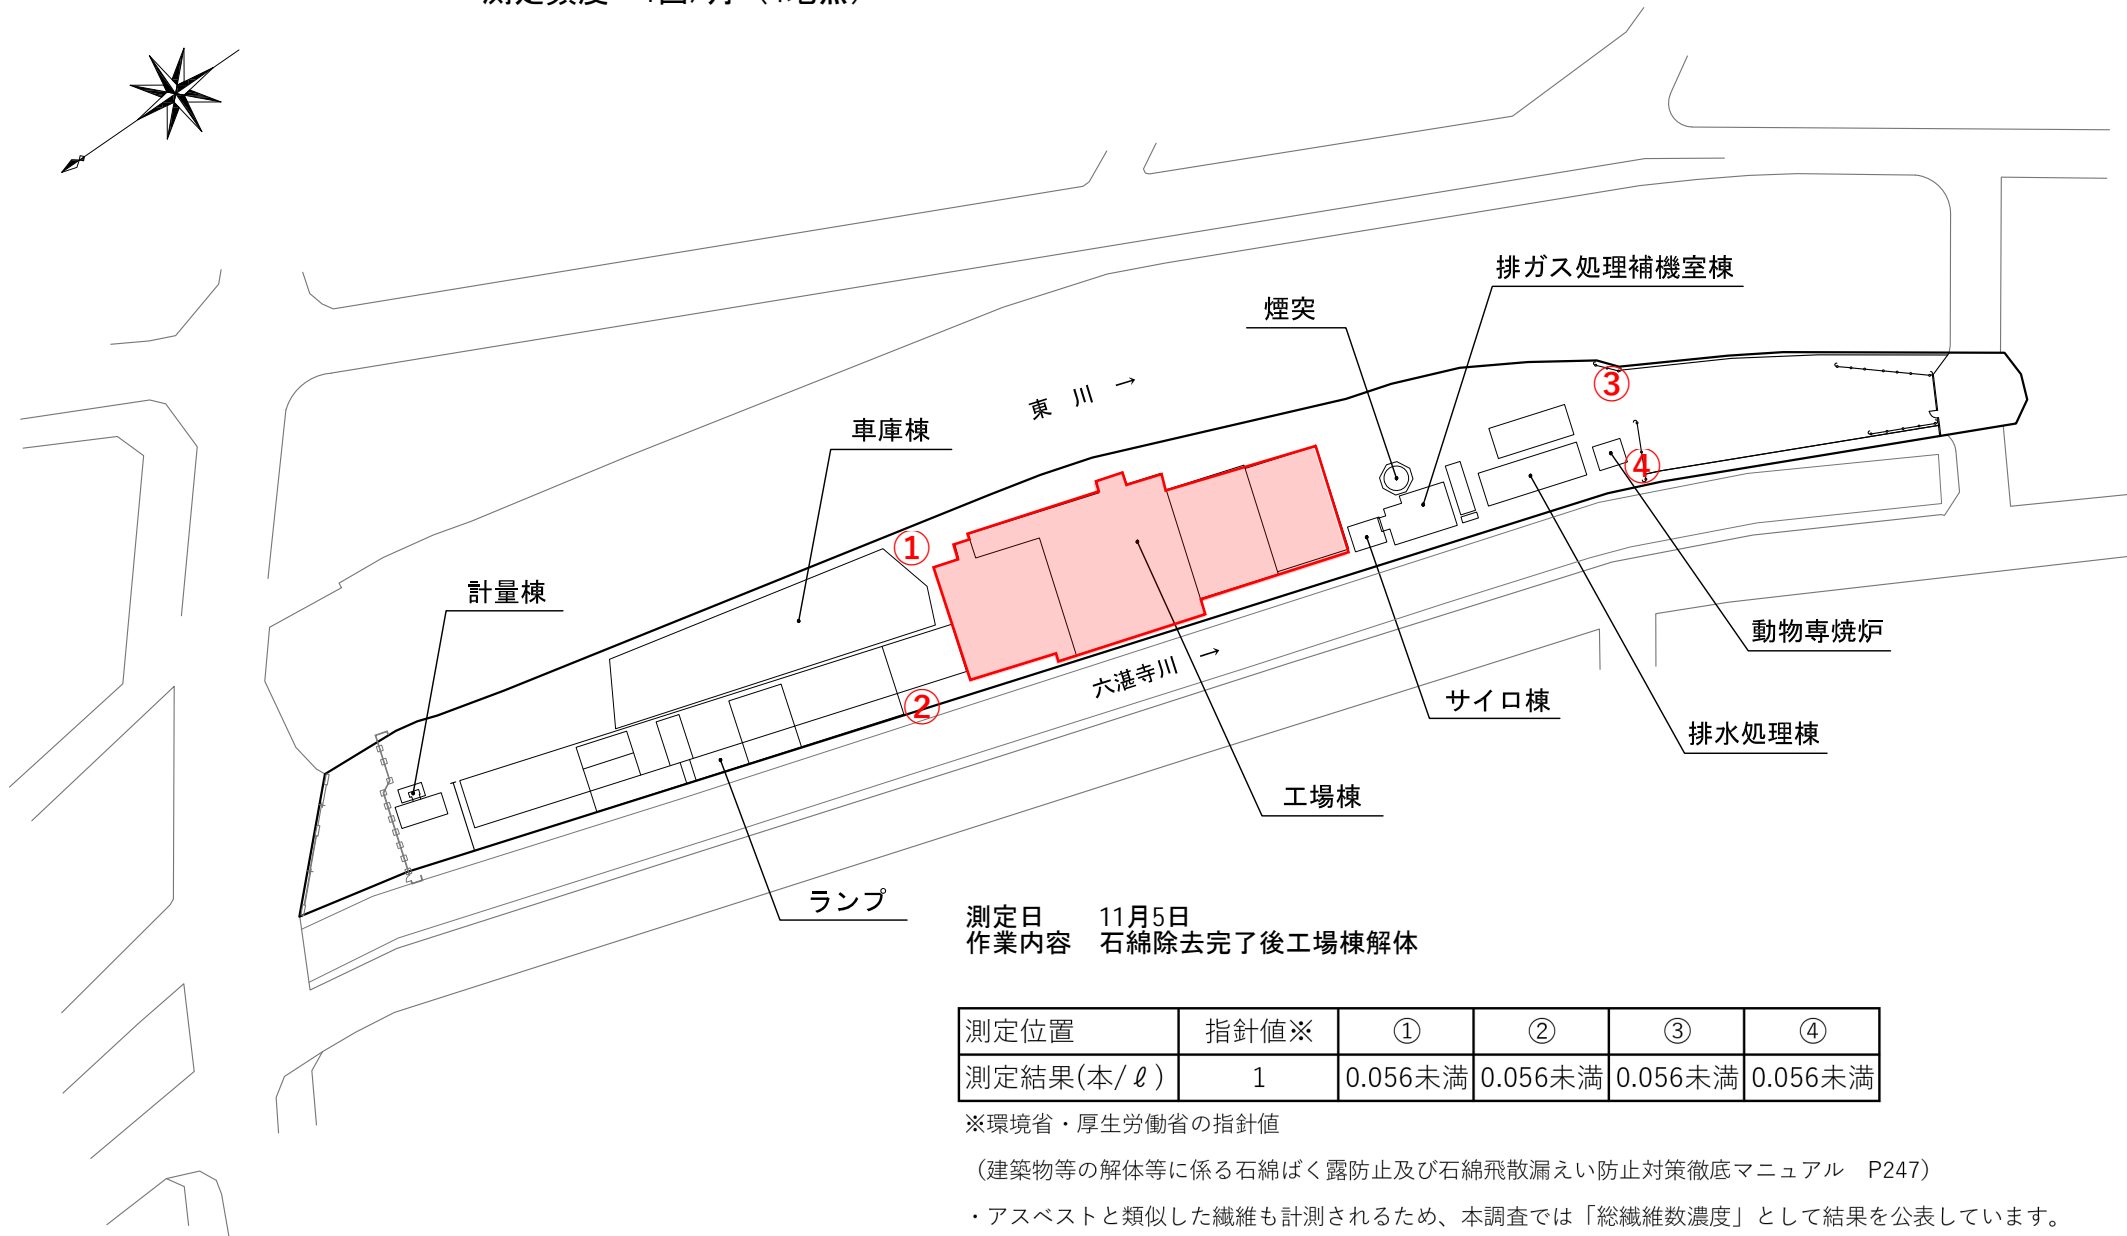 排ガス処理補機室棟
煙突
③
東 川 →
車庫棟
④
①
計量棟
動物専焼炉
六湛寺川 →
サイロ棟
②
排水処理棟
工場棟
ランプ
測定日 11月5日
作業内容 石綿除去完了後工場棟解体
測定位置 指針値※ ① ② ③ ④
測定結果(本/ℓ) 1 0.056未満 0.056未満 0.056未満 0.056未満
※環境省・厚生労働省の指針値
（建築物等の解体等に係る石綿ばく露防止及び石綿飛散漏えい防止対策徹底マニュアル P247）
・アスベストと類似した繊維も計測されるため、本調査では「総繊維数濃度」として結果を公表しています。